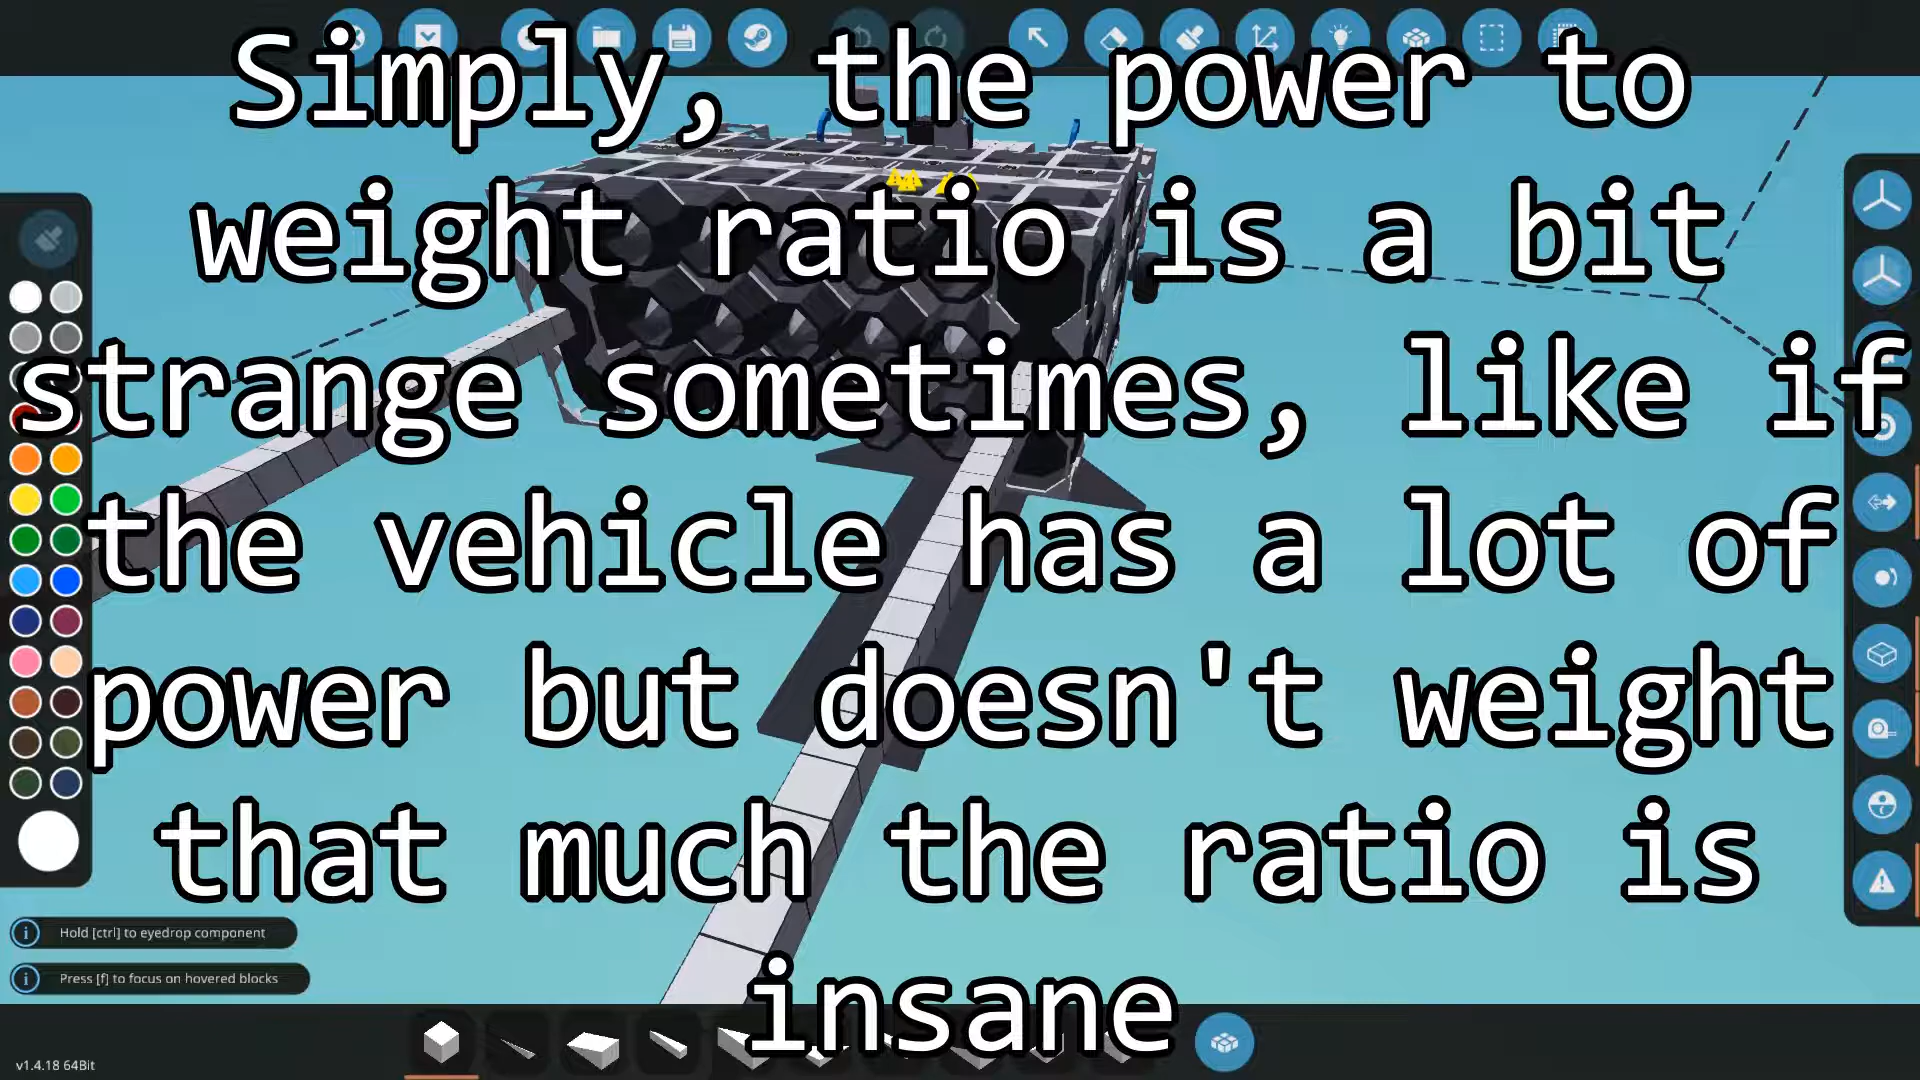 Simply, the power to
weight ratio is a bit
strange sometimes, like if
the vehicle has a lot of
power but doesn't weight
that much the ratio is
insane
Hold [ctrl] to eyedrop component
Press [f] to focus on hovered blocks
v1.4.18 64Bit